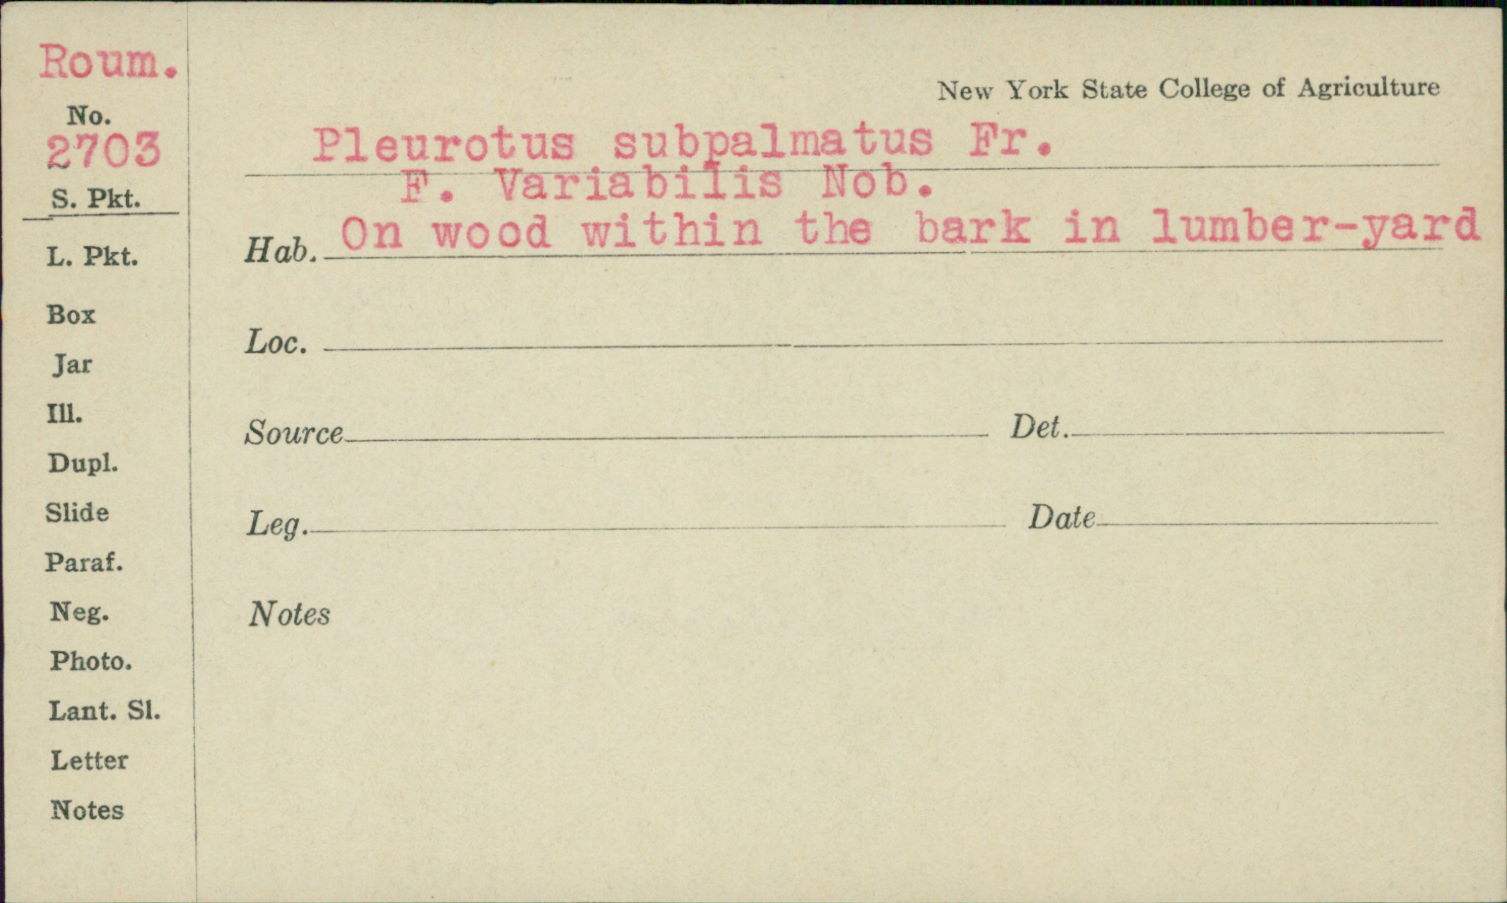 Roum.
No.
2703
S. Pkt.
L. Pkt.
Box
Jar
Ill.
Dupl.
Slide
Paraf.
Neg.
Photo.
Lant. Sl.
Letter
Notes
New York State College of Agriculture
Pleurotus subpalmatus Fr.
F. Variabilis Nob.
Hab. On wood within the bark in lumber-yard
Loc.
Source Det.
Leg. Date
Notes